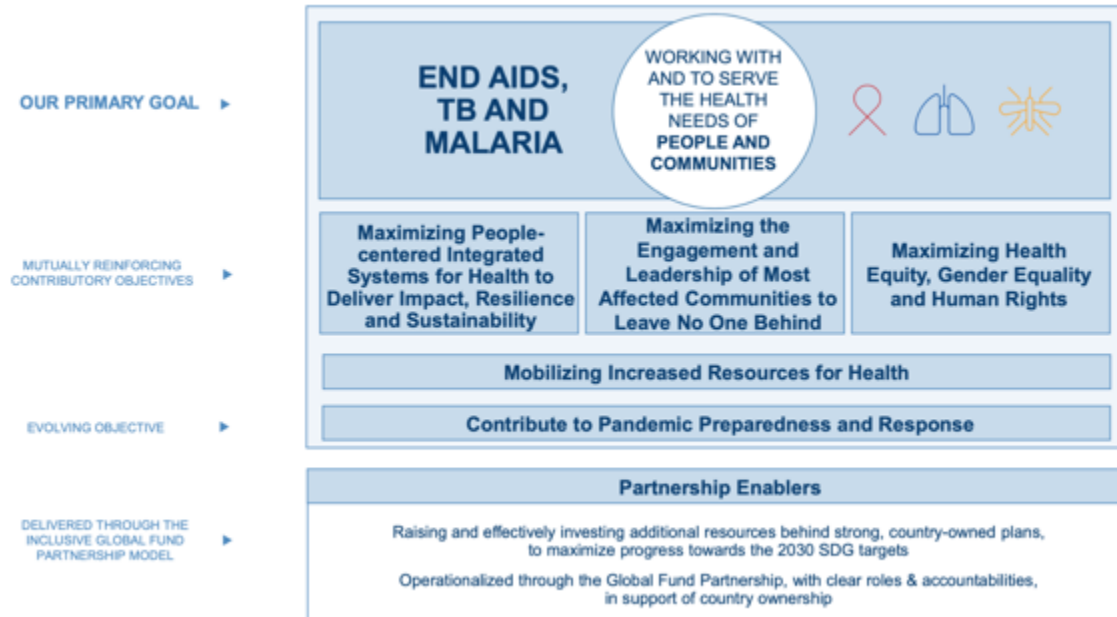 OUR PRIMARY GOAL
END AIDS,
TB AND
MALARIA
WORKING WITH
AND TO SERVE
THE HEALTH
NEEDS OF
PEOPLE AND
COMMUNITIES
MUTUALLY REINFORCING
CONTRIBUTORY OBJECTIVES
Maximizing People-
centered Integrated
Systems for Health to
Deliver Impact, Resilience
and Sustainability
Maximizing the
Engagement and
Leadership of Most
Affected Communities to
Leave No One Behind
Maximizing Health
Equity, Gender Equality
and Human Rights
Mobilizing Increased Resources for Health
EVOLVING OBJECTIVE
Contribute to Pandemic Preparedness and Response
DELIVERED THROUGH THE
INCLUSIVE GLOBAL FUND
PARTNERSHIP MODEL
Partnership Enablers
Raising and effectively investing additional resources behind strong, country-owned plans,
to maximize progress towards the 2030 SDG targets
Operationalized through the Global Fund Partnership, with clear roles & accountabilities,
in support of country ownership